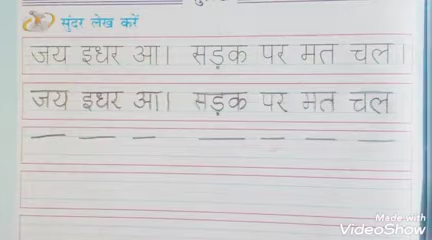 सुंदर लेख करें
जय इधर आ। सड़क पर मत चल।
जय इधर आ। सड़क पर मत चल
Made with
VideoShow